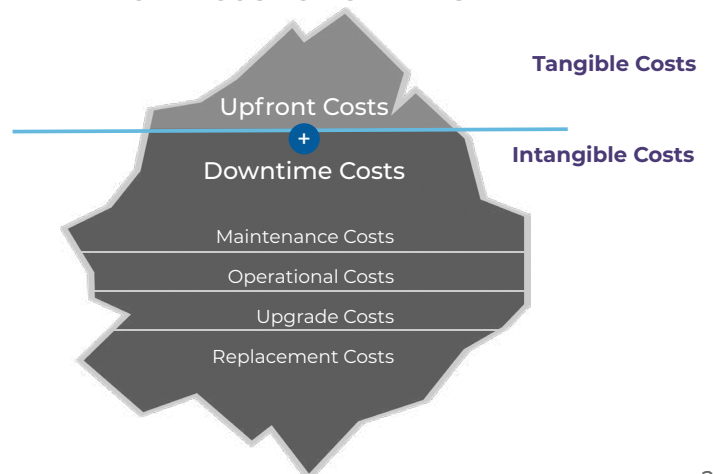 Tangible Costs
Upfront Costs
+
Intangible Costs
Downtime Costs
Maintenance Costs
Operational Costs
Upgrade Costs
Replacement Costs